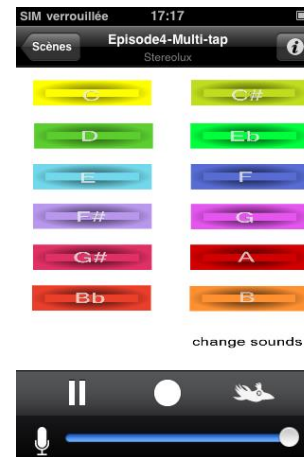 SIM verrouillée 17:17
Scènes Episode4-Multi-tap
Stereolux
C C#
D Eb
E F
F# G
G# A
Bb B
change sounds